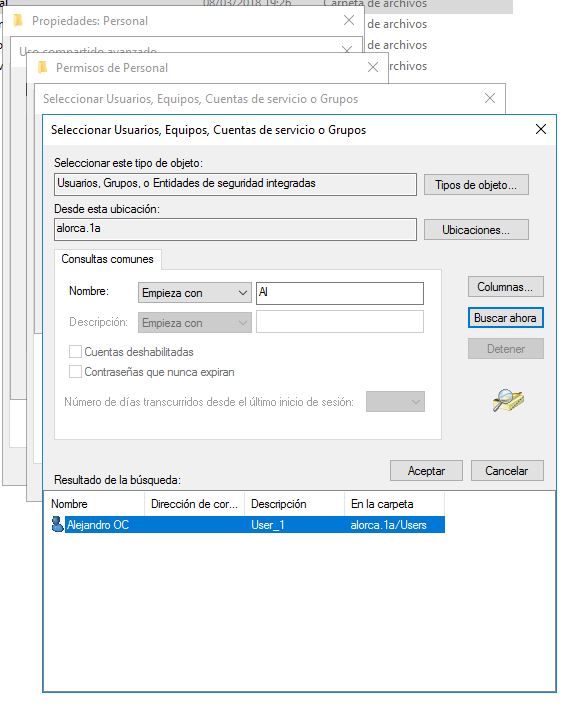 al 08/03/2018 19:26 Carpeta de archivos
Propiedades: Personal
de archivos
Uso compartido avanzado
de archivos
Permisos de Personal
archivos
Seleccionar Usuarios, Equipos, Cuentas de servicio o Grupos
Seleccionar Usuarios, Equipos, Cuentas de servicio o Grupos
Seleccionar este tipo de objeto:
Usuarios, Grupos, o Entidades de seguridad integradas
Tipos de objeto...
Desde esta ubicación:
alorca.1a
Ubicaciones...
Consultas comunes
Nombre:
Empieza con
Al
Columnas...
Descripción:
Empieza con
Buscar ahora
Cuentas deshabilitadas
Detener
Contraseñas que nunca expiran
Número de días transcurridos desde el último inicio de sesión:
Aceptar
Cancelar
Resultado de la búsqueda:
Nombre Dirección de cor... Descripción En la carpeta
Alejandro OC User_1 alorca.1a/Users